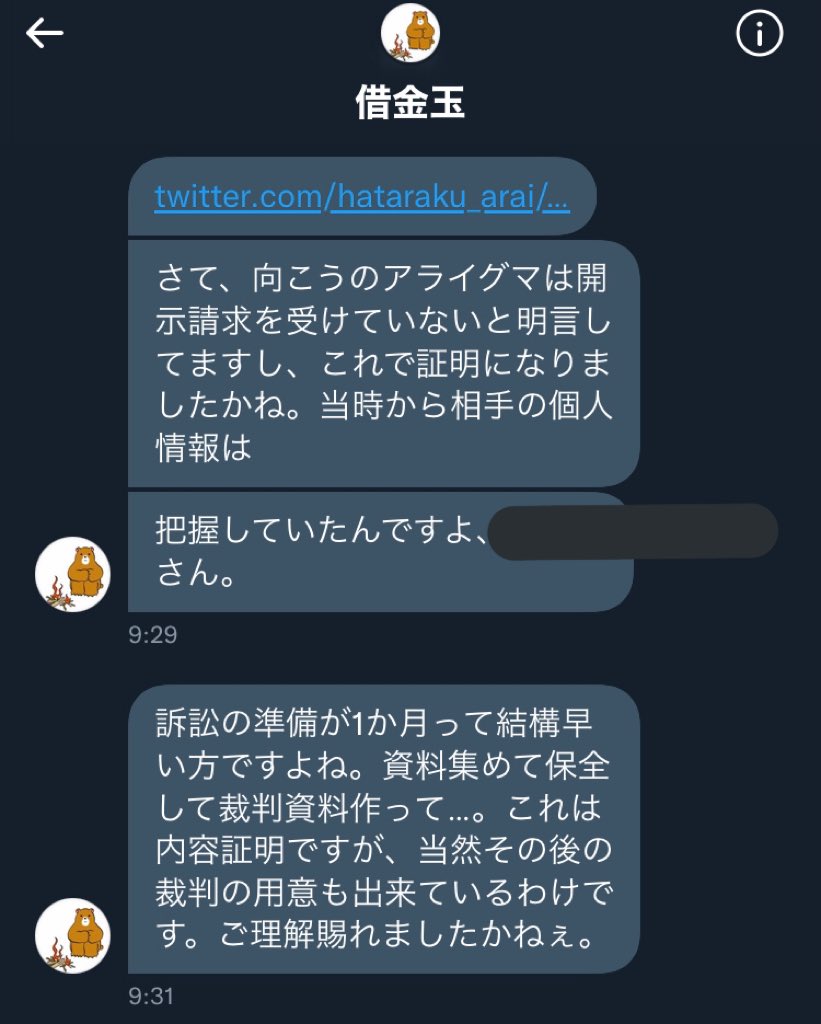 借金玉
twitter.com/hataraku_arai/...
さて、向こうのアライグマは開
示請求を受けていないと明言し
てますし、これで証明になりま
したかね。当時から相手の個人
情報は
把握していたんですよ、
さん。
9:29
訴訟の準備が1か月って結構早
い方ですよね。資料集めて保全
して裁判資料作って…。これは
内容証明ですが、当然その後の
裁判の用意も出来ているわけで
す。ご理解賜れましたかねぇ。
9:31